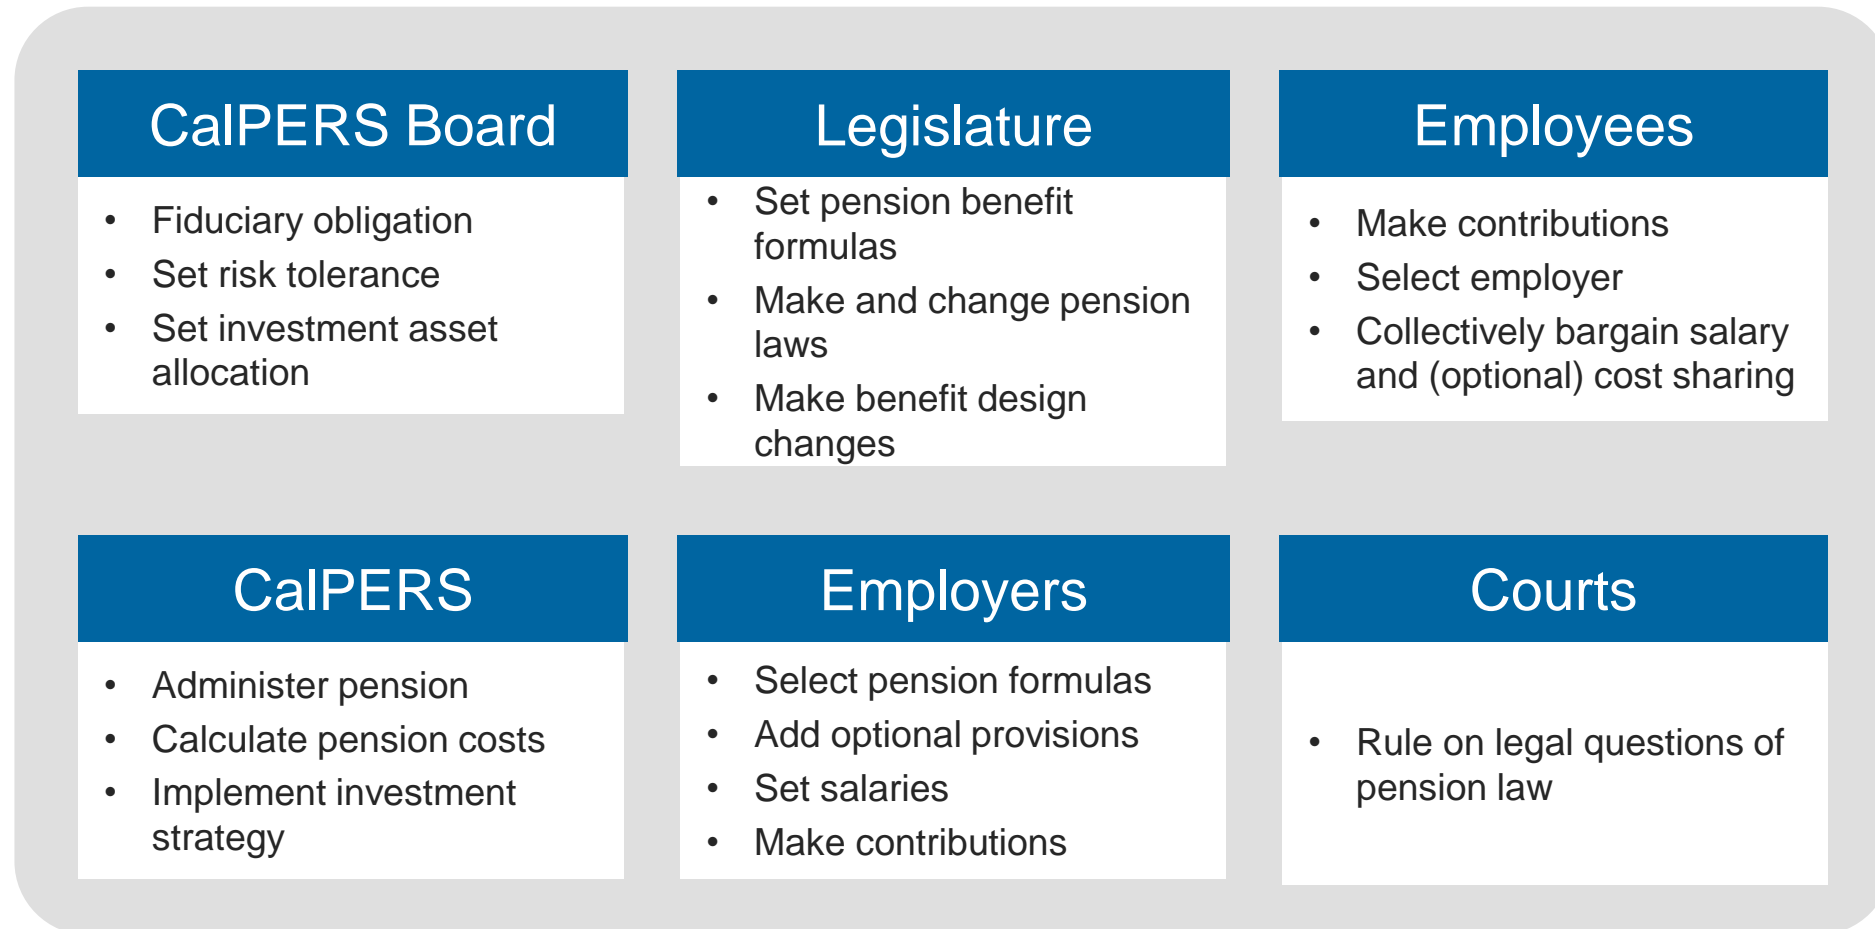 CalPERS Board
• Fiduciary obligation
• Set risk tolerance
• Set investment asset
allocation
Legislature
• Set pension benefit
formulas
• Make and change pension
laws
• Make benefit design
changes
Employees
• Make contributions
• Select employer
• Collectively bargain salary
and (optional) cost sharing
CalPERS
• Administer pension
• Calculate pension costs
• Implement investment
strategy
Employers
• Select pension formulas
• Add optional provisions
• Set salaries
• Make contributions
Courts
• Rule on legal questions of
pension law